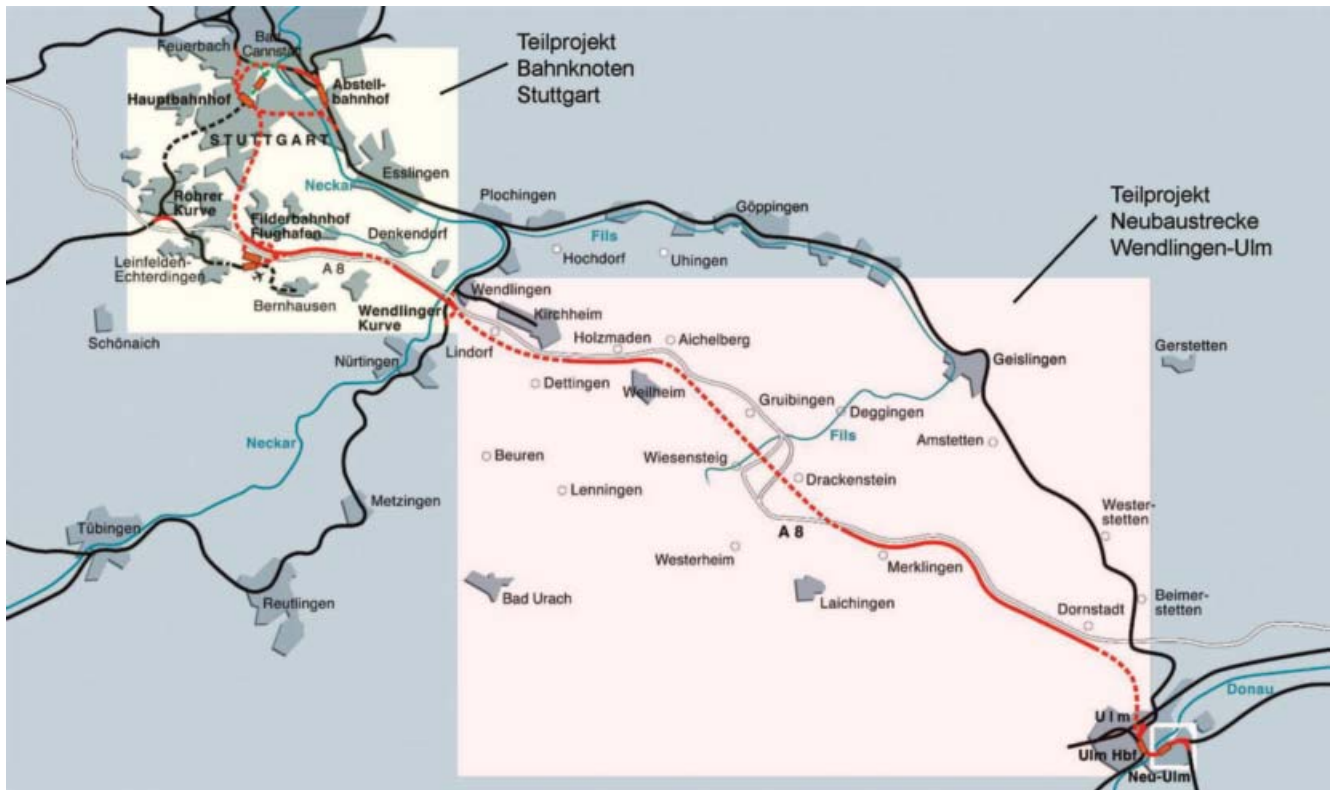 Teilprojekt
Bahnknoten
Stuttgart
Feuerbach
Bad
Cannstatt
Hauptbahnhof
Abstell-
bahnhof
STUTTGART
Neckar
Esslingen
Plochingen
Göppingen
Teilprojekt
Neubaustrecke
Wendlingen-Ulm
Rohrer
Kurve
Filderbahnhof
Flughafen
Denkendorf
Fils
Hochdorf
Uhingen
Leinfelden-
Echterdingen
A 8
Bernhausen
Wendlinger
Kurve
Wendlingen
Kirchheim
Schönaich
Nürtingen
Lindorf
Holzmaden
Aichelberg
Geislingen
Gerstetten
Dettingen
Weilheim
Gruibingen
Deggingen
Fils
Amstetten
Neckar
Beuren
Wiesensteig
Lenningen
Drackenstein
Metzingen
Tübingen
A 8
Wester-
stetten
Westerheim
Merklingen
Reutlingen
Bad Urach
Laichingen
Dornstadt
Beimer-
stetten
Donau
Ulm
Ulm Hbf
Neu-Ulm